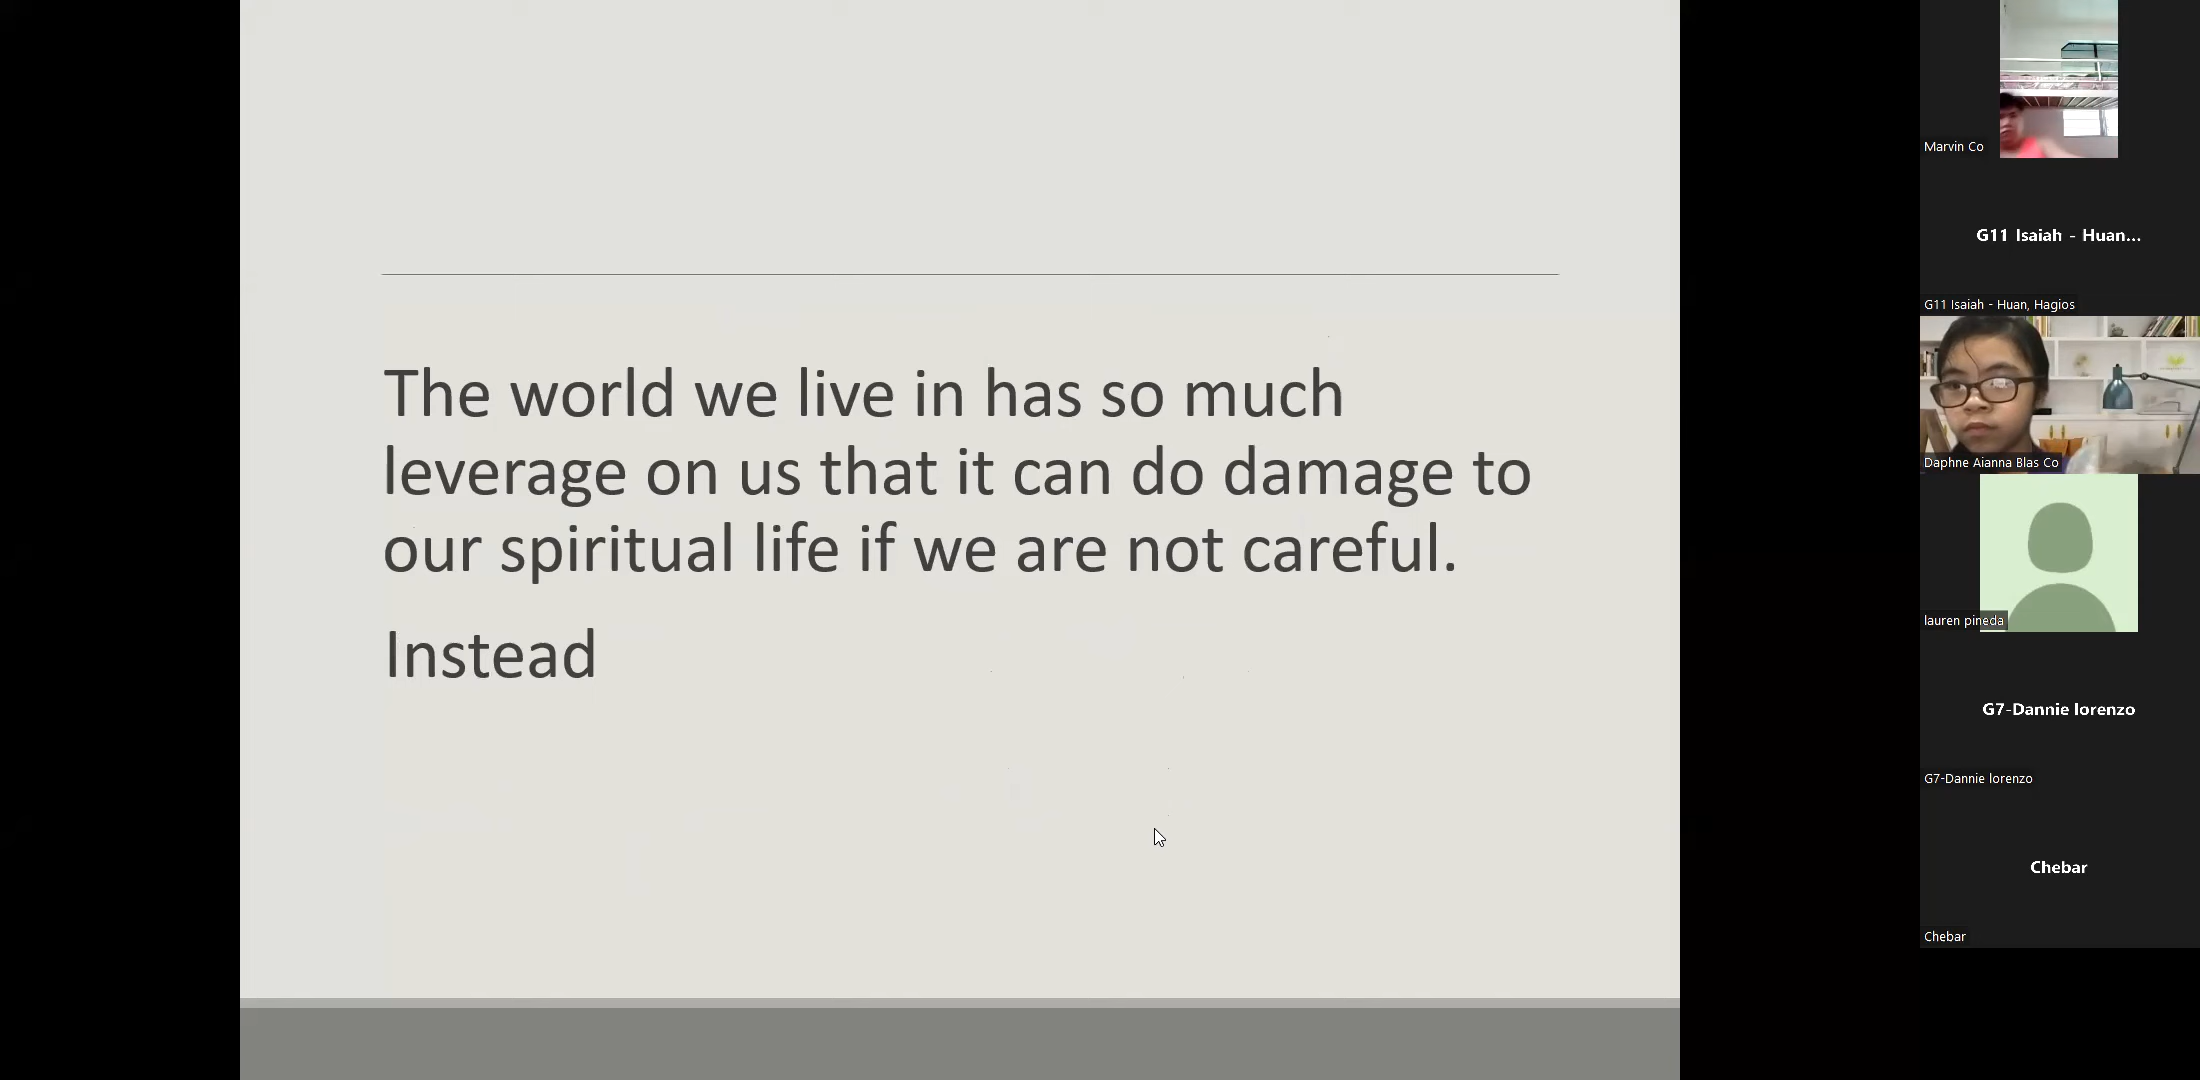 The world we live in has so much
leverage on us that it can do damage to
our spiritual life if we are not careful.
Instead
Marvin Co
G11 Isaiah - Huan...
G11 Isaiah - Huan, Hagios
Daphne Aianna Blas Co
lauren pineda
G7-Dannie lorenzo
G7-Dannie lorenzo
Chebar
Chebar